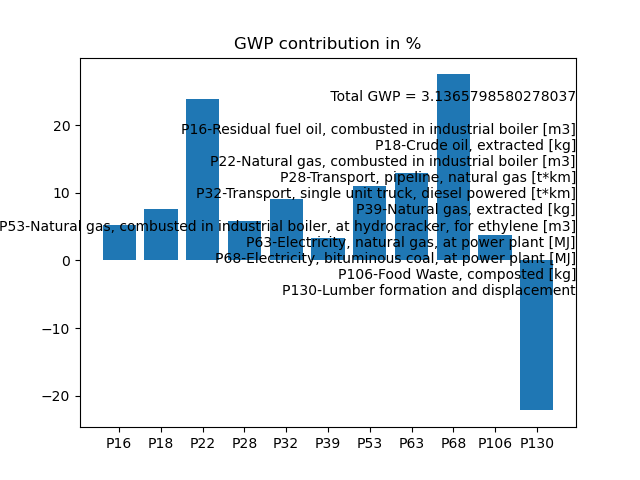 GWP contribution in %
Total GWP = 3.1365798580278037
P16-Residual fuel oil, combusted in industrial boiler [m3]
P18-Crude oil, extracted [kg]
P22-Natural gas, combusted in industrial boiler [m3]
P28-Transport, pipeline, natural gas [t*km]
P32-Transport, single unit truck, diesel powered [t*km]
P39-Natural gas, extracted [kg]
P53-Natural gas, combusted in industrial boiler, at hydrocracker, for ethylene [m3]
P63-Electricity, natural gas, at power plant [MJ]
P68-Electricity, bituminous coal, at power plant [MJ]
P106-Food Waste, composted [kg]
P130-Lumber formation and displacement
20
10
0
−10
−20
P16 P18 P22 P28 P32 P39 P53 P63 P68 P106 P130